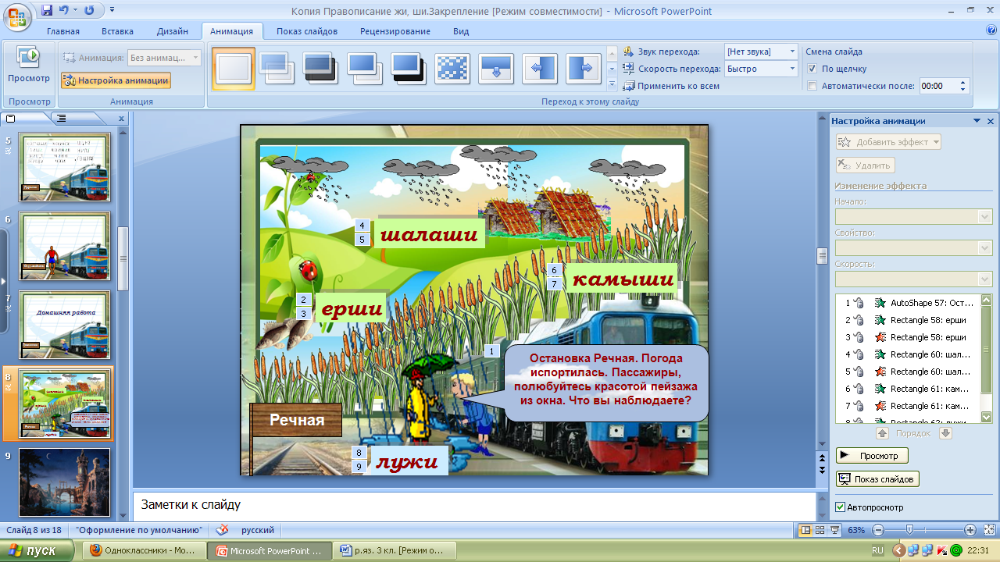 Копия Правописание жи, ши.Закрепление [Режим совместимости] - Microsoft PowerPoint
Главная Вставка Дизайн Анимация Показ слайдов Рецензирование Вид
Просмотр
Анимация: Без анимац...
Настройка анимации
Звук перехода: [Нет звука]
Скорость перехода: Быстро
Применить ко всем
Смена слайда
По щелчку
Автоматически после: 00:00
Просмотр Анимация Переход к этому слайду
5
6
7
Домашняя работа
8
9
4
5
шалаши
6
7
камыши
2
3
ерши
1
Остановка Речная. Погода
испортилась. Пассажиры,
полюбуйтесь красотой пейзажа
из окна. Что вы наблюдаете?
Речная
8
9
лужи
Заметки к слайду
Настройка анимации
Добавить эффект
Удалить
Изменение эффекта
Начало:
Свойство:
Скорость:
1 AutoShape 57: Ост...
2 Rectangle 58: ерши
3 Rectangle 58: ерши
4 Rectangle 60: шал...
5 Rectangle 60: шал...
6 Rectangle 61: кам...
7 Rectangle 61: кам...
Порядок
Просмотр
Показ слайдов
Автопросмотр
Слайд 8 из 18 "Оформление по умолчанию" русский 63%
пуск Одноклассники - Mo... Microsoft PowerPoint ... р.яв. 3 кл. [Режим о... RU 22:31